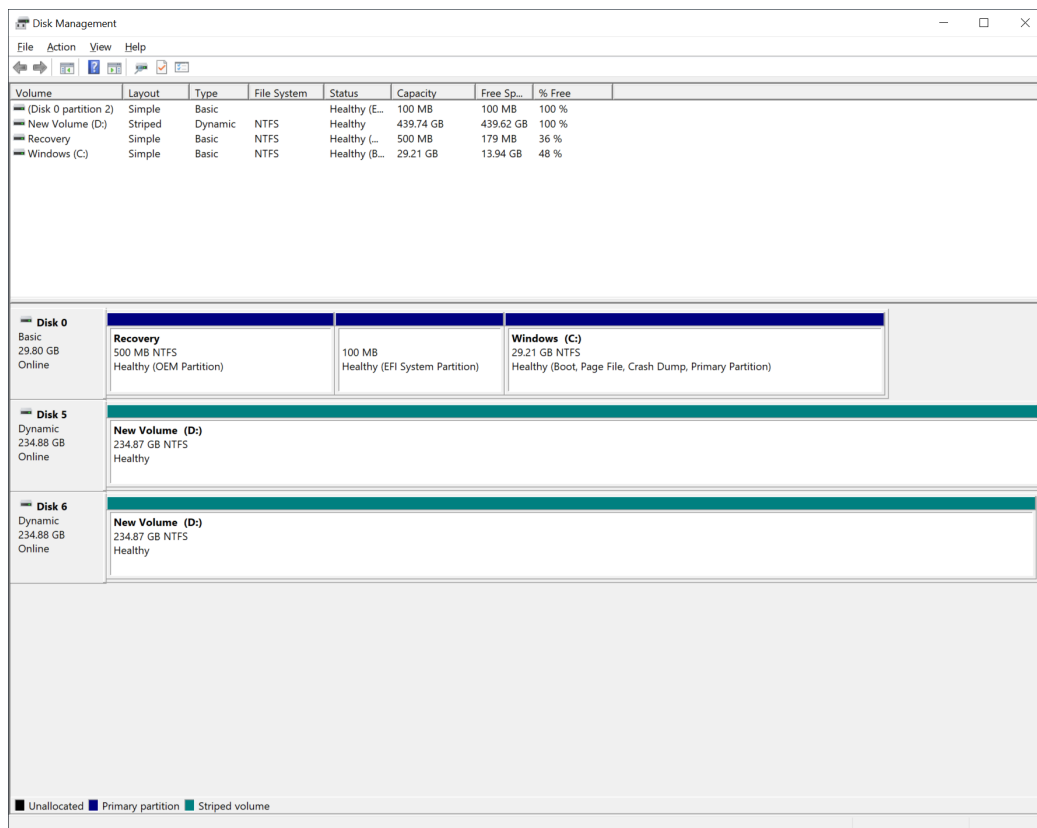 Disk Management
File Action View Help
Volume Layout Type File System Status Capacity Free Sp... % Free
(Disk 0 partition 2) Simple Basic Healthy (E... 100 MB 100 MB 100 %
New Volume (D:) Striped Dynamic NTFS Healthy 439.74 GB 439.62 GB 100 %
Recovery Simple Basic NTFS Healthy (... 500 MB 179 MB 36 %
Windows (C:) Simple Basic NTFS Healthy (B... 29.21 GB 13.94 GB 48 %
Disk 0
Basic
29.80 GB
Online
Recovery
500 MB NTFS
Healthy (OEM Partition)
100 MB
Healthy (EFI System Partition)
Windows (C:)
29.21 GB NTFS
Healthy (Boot, Page File, Crash Dump, Primary Partition)
Disk 5
Dynamic
234.88 GB
Online
New Volume (D:)
234.87 GB NTFS
Healthy
Disk 6
Dynamic
234.88 GB
Online
New Volume (D:)
234.87 GB NTFS
Healthy
Unallocated Primary partition Striped volume